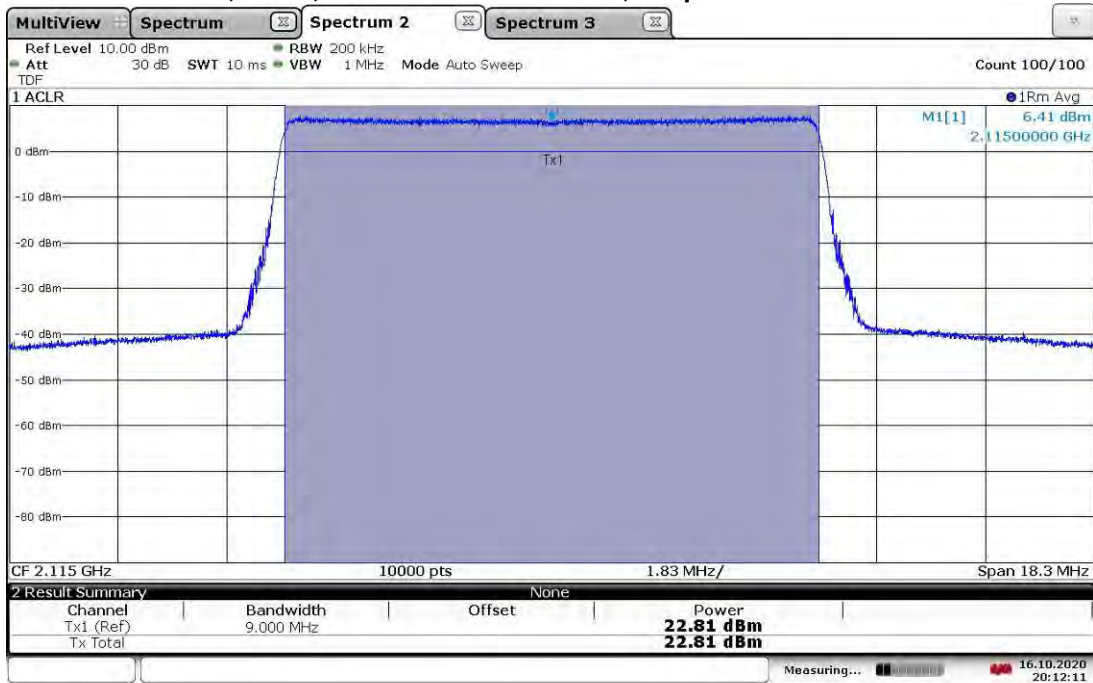 MultiView Spectrum Spectrum 2 Spectrum 3
Ref Level 10.00 dBm RBW 200 kHz
Att 30 dB SWT 10 ms VBW 1 MHz Mode Auto Sweep Count 100/100
TDF
1 ACLR 1Rm Avg
M1[1] 6.41 dBm
2.11500000 GHz
0 dBm
Tx1
-10 dBm
-20 dBm
-30 dBm
-40 dBm
-50 dBm
-60 dBm
-70 dBm
-80 dBm
CF 2.115 GHz 10000 pts 1.83 MHz/ Span 18.3 MHz
2 Result Summary None
Channel Bandwidth Offset Power
Tx1 (Ref) 9.000 MHz 22.81 dBm
Tx Total 22.81 dBm
Measuring... 16.10.2020
20:12:11